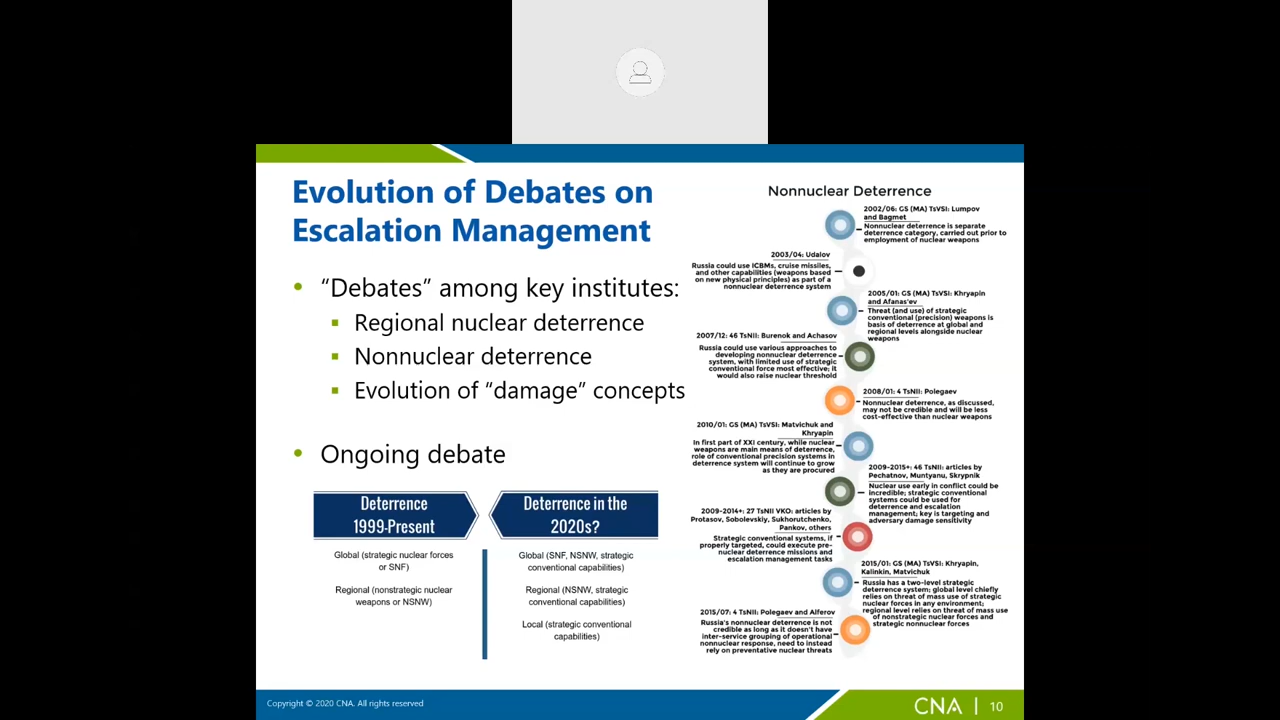 Evolution of Debates on
Escalation Management
• “Debates” among key institutes:
▪ Regional nuclear deterrence
▪ Nonnuclear deterrence
▪ Evolution of “damage” concepts
• Ongoing debate
Deterrence
1999-Present
Global (strategic nuclear forces
or SNF)
Regional (nonstrategic nuclear
weapons or NSNW)
Deterrence in the
2020s?
Global (SNF, NSNW, strategic
conventional capabilities)
Regional (NSNW, strategic
conventional capabilities)
Local (strategic conventional
capabilities)
Nonnuclear Deterrence
2002/06: GS (MA) TsVSI: Lumpov
and Bagmet
Nonnuclear deterrence is separate
deterrence category, carried out prior to
employment of nuclear weapons
2003/04: Udalov
Russia could use ICBMs, cruise missiles,
and other capabilities (weapons based
on new physical principles) as part of a
nonnuclear deterrence system
2005/01: GS (MA) TsVSI: Khryapin
and Afanas'ev
Threat (and use) of strategic
conventional (precision) weapons is
basis of deterrence at global and
regional levels alongside nuclear
weapons
2007/12: 46 TsNII: Burenok and Achasov
Russia could use various approaches to
developing nonnuclear deterrence
system, with limited use of strategic
conventional force most effective; it
would also raise nuclear threshold
2008/01: 4 TsNII: Polegaev
Nonnuclear deterrence, as discussed,
may not be credible and will be less
cost-effective than nuclear weapons
2010/01: GS (MA) TsVSI: Matvichuk and
Khryapin
In first part of XXI century, while nuclear
weapons are main means of deterrence,
role of conventional precision systems in
deterrence system will continue to grow
as they are procured
2009-2015+: 46 TsNII: articles by
Pechatnov, Muntyanu, Skrypnik
Nuclear use early in conflict could be
incredible; strategic conventional
systems could be used for
deterrence and escalation
management; key is targeting and
adversary damage sensitivity
2009-2014+: 27 TsNII VKO: articles by
Protasov, Sobolevskiy, Sukhorutchenko,
Pankov, others
Strategic conventional systems, if
properly targeted, could execute pre-
nuclear deterrence missions and
escalation management tasks
2015/01: GS (MA) TsVSI: Khryapin,
Kalinkin, Matvichuk
Russia has a two-level strategic
deterrence system; global level chiefly
relies on threat of mass use of strategic
nuclear forces in any environment;
regional level relies on threat of mass use
of nonstrategic nuclear forces and
strategic nonnuclear forces
2015/07: 4 TsNII: Polegaev and Alferov
Russia's nonnuclear deterrence is not
credible as long as it doesn't have
inter-service grouping of operational
nonnuclear response, need to instead
rely on preventative nuclear threats
Copyright © 2020 CNA. All rights reserved
CNA | 10